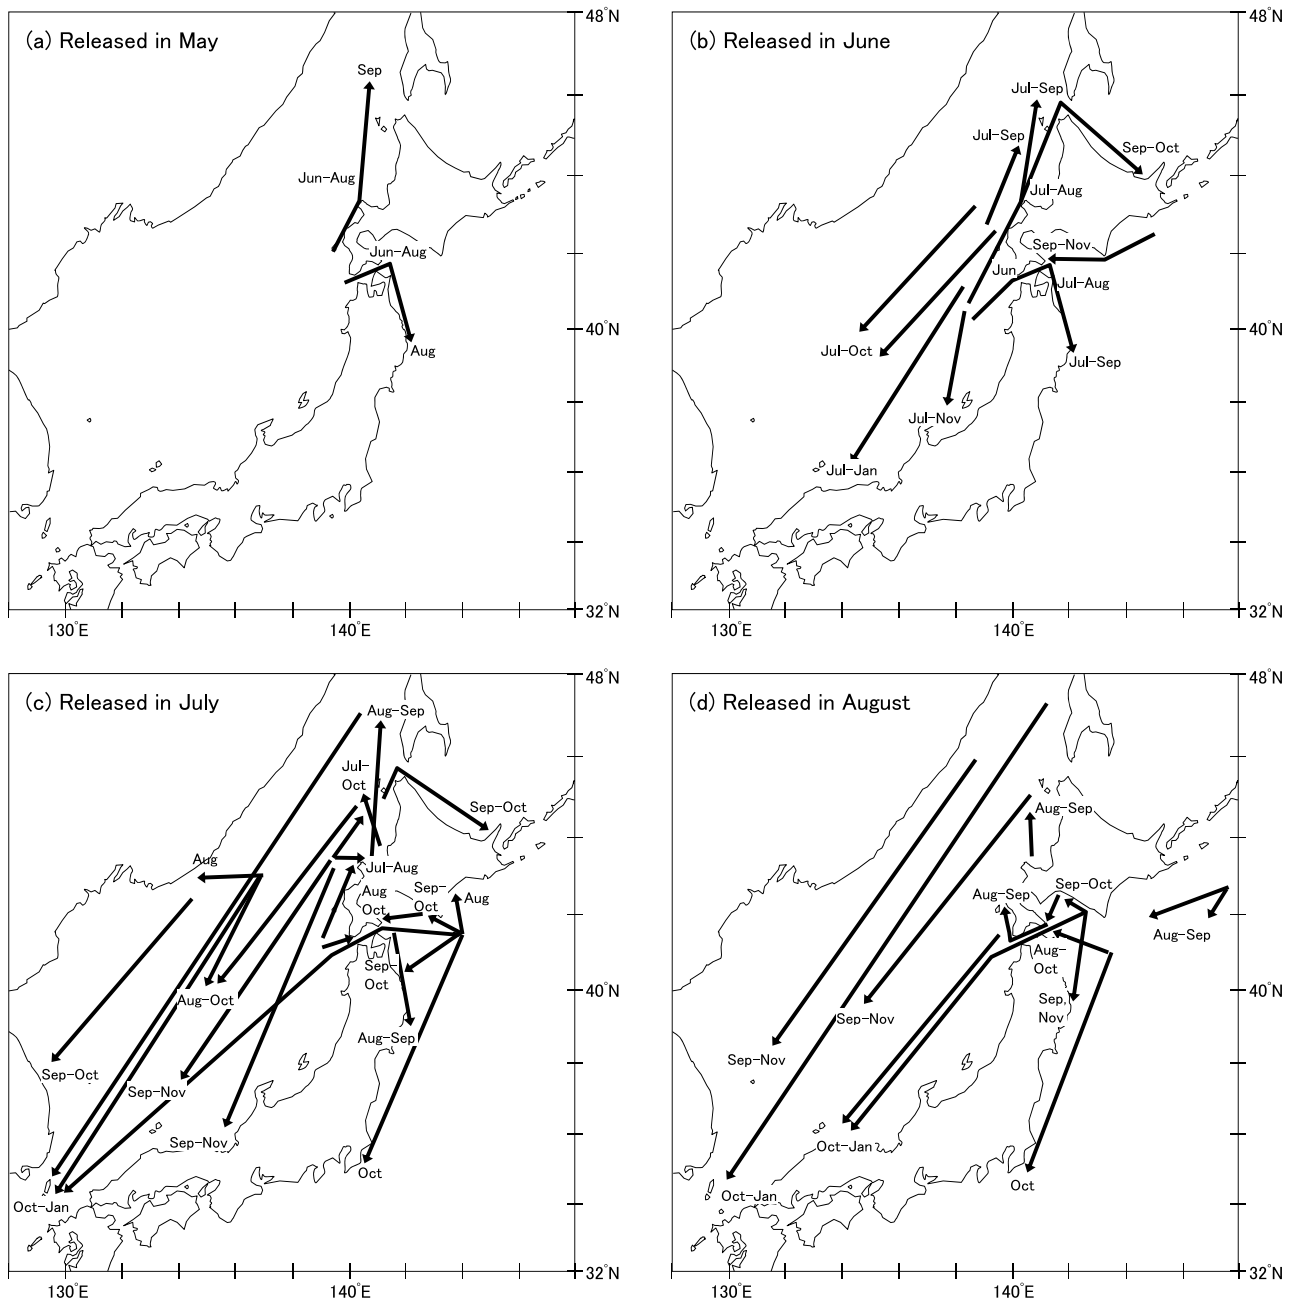 (a) Released in May
Sep
Jun-Aug
Jun-Aug
Aug
130°E
140°E
48°N
40°N
32°N
(b) Released in June
Jul-Sep
Jul-Sep
Sep-Oct
Jul-Aug
Sep-Nov
Jun
Jul-Aug
Jul-Oct
Jul-Sep
Jul-Nov
Jul-Jan
130°E
140°E
48°N
40°N
32°N
(c) Released in July
Aug-Sep
Jul-
Oct
Sep-Oct
Aug
Jul-Aug
Aug
Oct
Sep-
Oct
Aug
Sep-
Oct
Aug-Oct
Aug-Sep
Sep-Oct
Sep-Nov
Sep-Nov
Oct
Oct-Jan
130°E
140°E
48°N
40°N
32°N
(d) Released in August
Aug-Sep
Aug-Sep
Sep-Oct
Aug-Sep
Aug-
Oct
Sep,
Nov
Sep-Nov
Sep-Nov
Oct-Jan
Oct-Jan
Oct
130°E
140°E
48°N
40°N
32°N